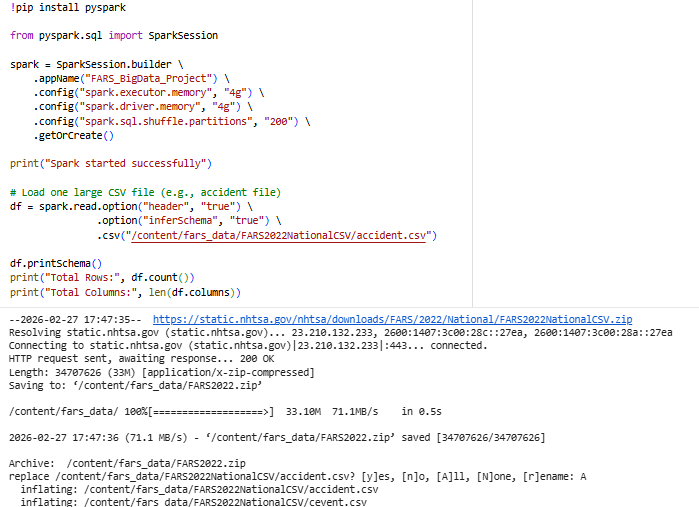 !pip install pyspark
from pyspark.sql import SparkSession
spark = SparkSession.builder \
    .appName("FARS_BigData_Project") \
    .config("spark.executor.memory", "4g") \
    .config("spark.driver.memory", "4g") \
    .config("spark.sql.shuffle.partitions", "200") \
    .getOrCreate()
print("Spark started successfully")
# Load one large CSV file (e.g., accident file)
df = spark.read.option("header", "true") \
               .option("inferSchema", "true") \
               .csv("/content/fars_data/FARS2022NationalCSV/accident.csv")
df.printSchema()
print("Total Rows:", df.count())
print("Total Columns:", len(df.columns))
--2026-02-27 17:47:35--  https://static.nhtsa.gov/nhtsa/downloads/FARS/2022/National/FARS2022NationalCSV.zip
Resolving static.nhtsa.gov (static.nhtsa.gov)... 23.210.132.233, 2600:1407:3c00:28c::27ea, 2600:1407:3c00:28a::27ea
Connecting to static.nhtsa.gov (static.nhtsa.gov)|23.210.132.233|:443... connected.
HTTP request sent, awaiting response... 200 OK
Length: 34707626 (33M) [application/x-zip-compressed]
Saving to: ‘/content/fars_data/FARS2022.zip’
/content/fars_data/ 100%[===================>]  33.10M  71.1MB/s    in 0.5s
2026-02-27 17:47:36 (71.1 MB/s) - ‘/content/fars_data/FARS2022.zip’ saved [34707626/34707626]
Archive:  /content/fars_data/FARS2022.zip
replace /content/fars_data/FARS2022NationalCSV/accident.csv? [y]es, [n]o, [A]ll, [N]one, [r]ename: A
  inflating: /content/fars_data/FARS2022NationalCSV/accident.csv
  inflating: /content/fars_data/FARS2022NationalCSV/cevent.csv